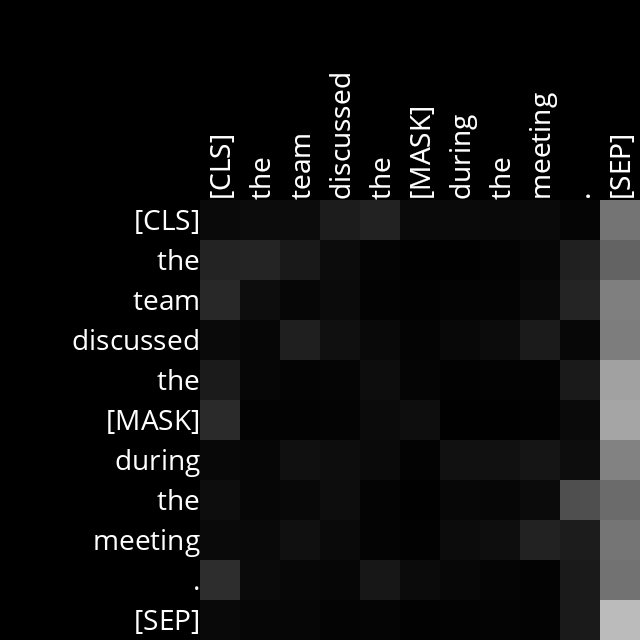 [CLS] the team discussed the [MASK] during the meeting . [SEP]
[CLS]
the
team
discussed
the
[MASK]
during
the
meeting
.
[SEP]